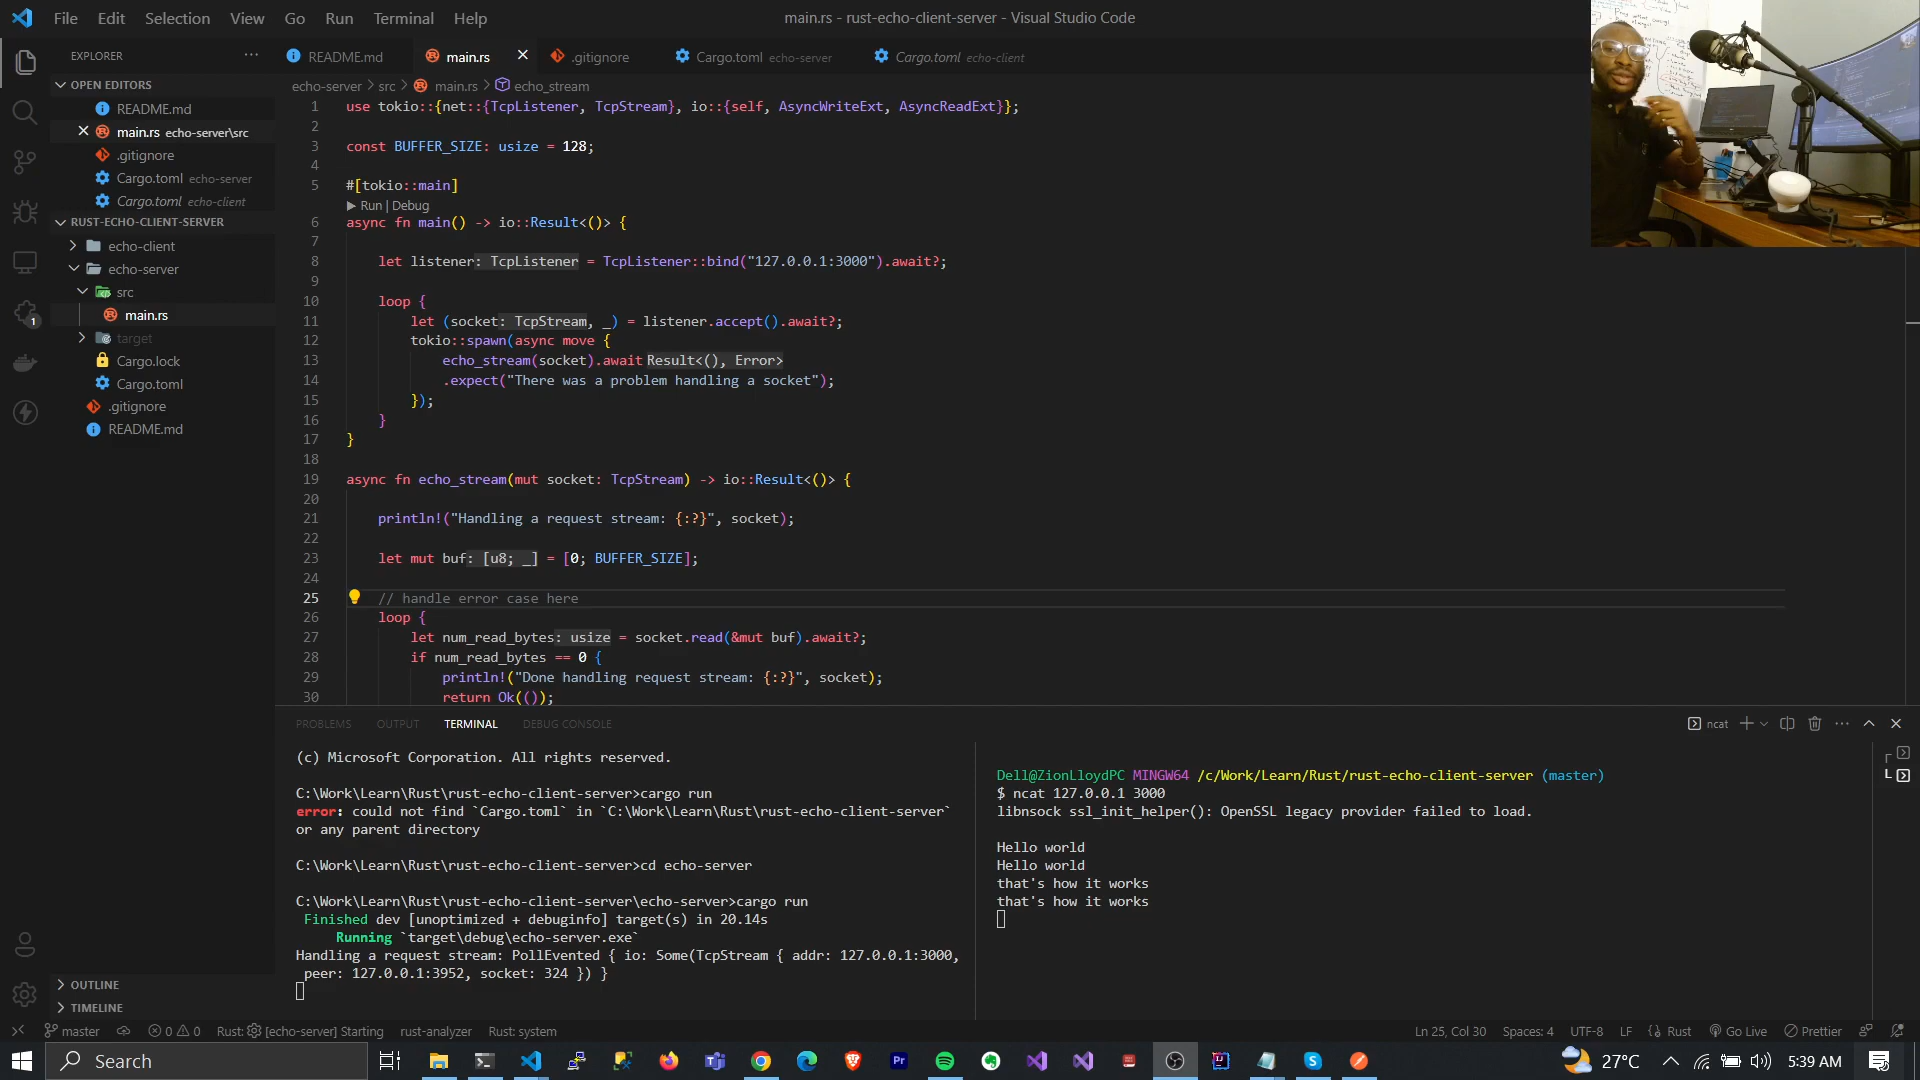 File Edit Selection View Go Run Terminal Help
main.rs - rust-echo-client-server - Visual Studio Code
EXPLORER
OPEN EDITORS
README.md
main.rs echo-server\src
.gitignore
Cargo.toml echo-server
Cargo.toml echo-client
RUST-ECHO-CLIENT-SERVER
echo-client
echo-server
src
main.rs
target
Cargo.lock
Cargo.toml
.gitignore
README.md
OUTLINE
TIMELINE
1
README.md main.rs .gitignore Cargo.toml echo-server Cargo.toml echo-client
echo-server > src > main.rs > echo_stream
1 use tokio::{net::{TcpListener, TcpStream}, io::{self, AsyncWriteExt, AsyncReadExt}};
2
3 const BUFFER_SIZE: usize = 128;
4
5 #[tokio::main]
Run | Debug
6 async fn main() -> io::Result<()> {
7
8 let listener: TcpListener = TcpListener::bind("127.0.0.1:3000").await?;
9
10 loop {
11 let (socket: TcpStream, _) = listener.accept().await?;
12 tokio::spawn(async move {
13 echo_stream(socket).await Result<(), Error>
14 .expect("There was a problem handling a socket");
15 });
16 }
17 }
18
19 async fn echo_stream(mut socket: TcpStream) -> io::Result<()> {
20
21 println!("Handling a request stream: {:?}", socket);
22
23 let mut buf: [u8; _] = [0; BUFFER_SIZE];
24
25 // handle error case here
26 loop {
27 let num_read_bytes: usize = socket.read(&mut buf).await?;
28 if num_read_bytes == 0 {
29 println!("Done handling request stream: {:?}", socket);
30 return Ok(());
PROBLEMS OUTPUT TERMINAL DEBUG CONSOLE
ncat
(c) Microsoft Corporation. All rights reserved.
C:\Work\Learn\Rust\rust-echo-client-server>cargo run
error: could not find `Cargo.toml` in `C:\Work\Learn\Rust\rust-echo-client-server`
or any parent directory
C:\Work\Learn\Rust\rust-echo-client-server>cd echo-server
C:\Work\Learn\Rust\rust-echo-client-server\echo-server>cargo run
Finished dev [unoptimized + debuginfo] target(s) in 20.14s
Running `target\debug\echo-server.exe`
Handling a request stream: PollEvented { io: Some(TcpStream { addr: 127.0.0.1:3000,
peer: 127.0.0.1:3952, socket: 324 }) }
Dell@ZionLloydPC MINGW64 /c/Work/Learn/Rust/rust-echo-client-server (master)
$ ncat 127.0.0.1 3000
libnsock ssl_init_helper(): OpenSSL legacy provider failed to load.
Hello world
Hello world
that's how it works
that's how it works
master 0 0 Rust: [echo-server] Starting rust-analyzer Rust: system
Ln 25, Col 30 Spaces: 4 UTF-8 LF Rust Go Live Prettier
Search
27°C 5:39 AM